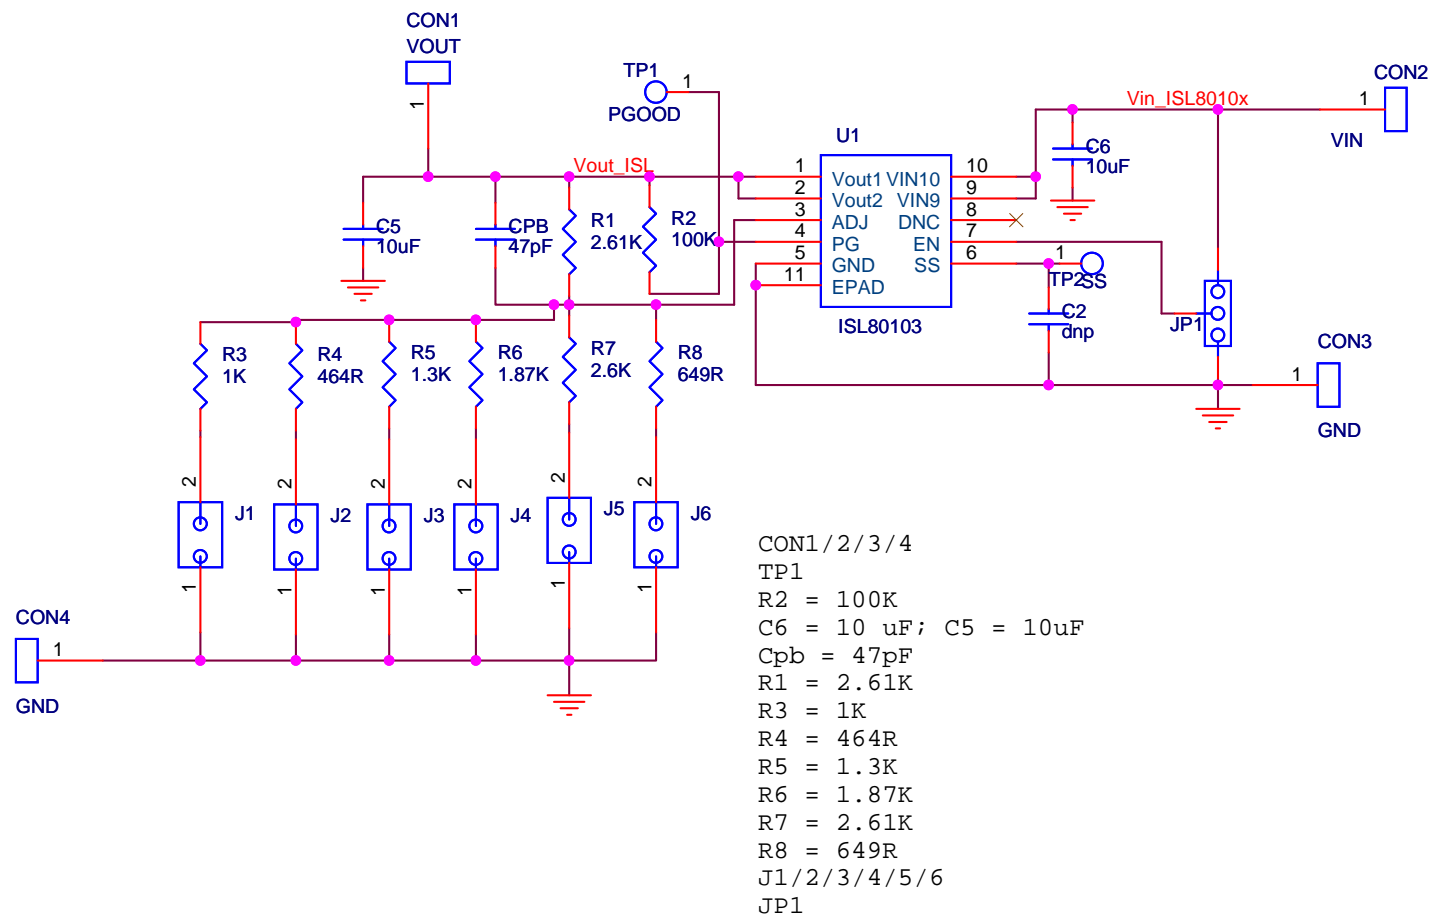 CON1
VOUT
1
TP1
1
PGOOD
Vout_ISL
U1
1
2
3
4
5
11
Vout1
Vout2
ADJ
PG
GND
EPAD
VIN10
VIN9
DNC
EN
SS
10
9
8
7
6
ISL80103
Vin_ISL8010x
CON2
1
VIN
C6
10uF
C5
10uF
CPB
47pF
R1
2.61K
R2
100K
1
TP2
SS
C2
dnp
JP1
CON3
1
GND
R3
1K
R4
464R
R5
1.3K
R6
1.87K
R7
2.6K
R8
649R
2
2
2
2
2
2
J1
J2
J3
J4
J5
J6
1
1
1
1
1
1
CON4
1
GND
CON1/2/3/4
TP1
R2 = 100K
C6 = 10 uF; C5 = 10uF
Cpb = 47pF
R1 = 2.61K
R3 = 1K
R4 = 464R
R5 = 1.3K
R6 = 1.87K
R7 = 2.61K
R8 = 649R
J1/2/3/4/5/6
JP1